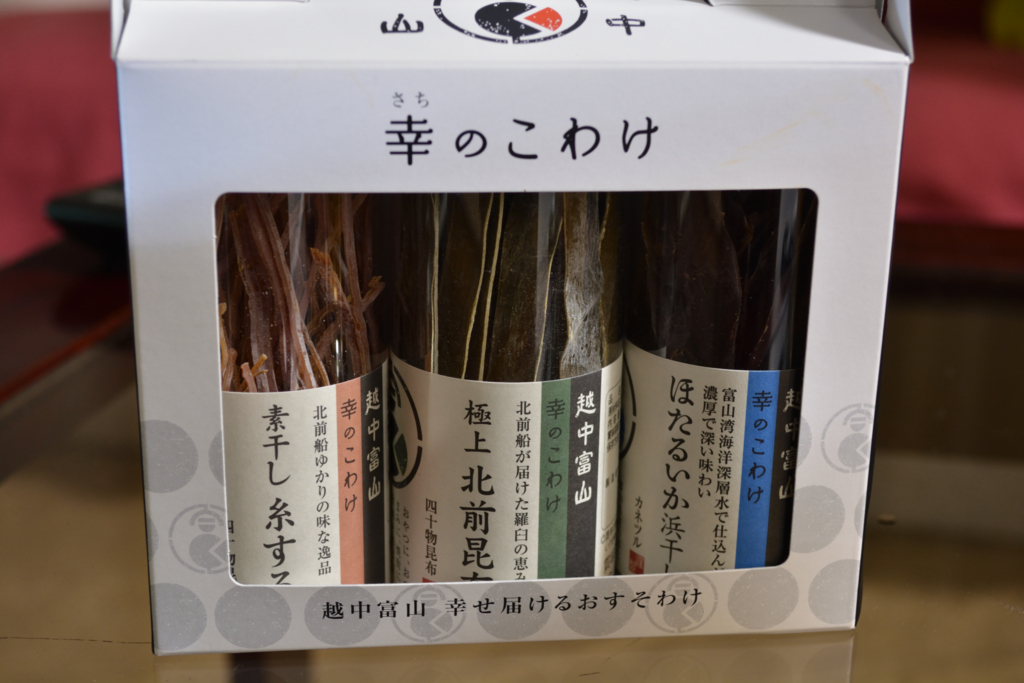 山 中
さち
幸のこわけ
越中富山
幸のこわけ
北前船ゆかりの味な逸品
素干し 糸する
越中富山
幸のこわけ
北前船が届けた羅臼の恵み
極上 北前昆布
四十物昆布
越中富山
幸のこわけ
富山湾海洋深層水で仕込んだ
濃厚で深い味わい
ほたるいか浜干し
カネツル
越中富山 幸せ届けるおすそわけ